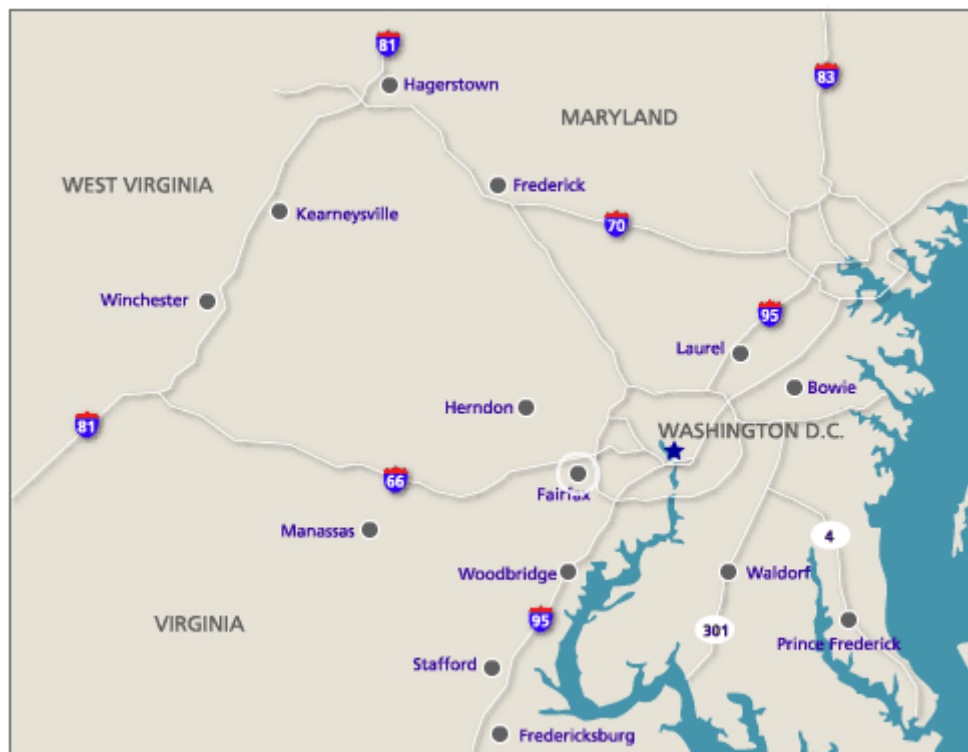 81
Hagerstown
83
MARYLAND
WEST VIRGINIA
Frederick
Kearneysville
70
Winchester
95
Laurel
Bowie
Herndon
81
WASHINGTON D.C.
66
Fairfax
Manassas
4
Woodbridge
Waldorf
95
VIRGINIA
301
Prince Frederick
Stafford
Fredericksburg